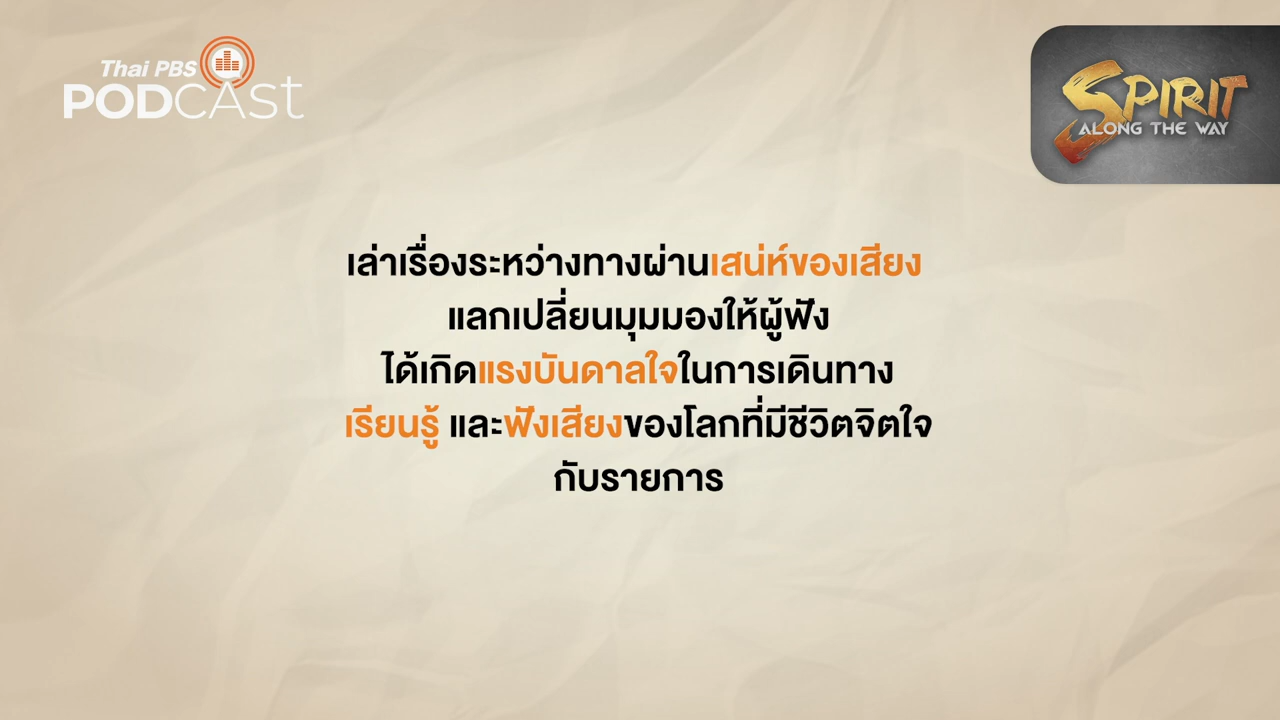 Thai PBS
PODCAST
SPIRIT
ALONG THE WAY
เล่าเรื่องระหว่างทางผ่านเสน่ห์ของเสียง
แลกเปลี่ยนมุมมองให้ผู้ฟัง
ได้เกิดแรงบันดาลใจในการเดินทาง
เรียนรู้ และฟังเสียงของโลกที่มีชีวิตจิตใจ
กับรายการ